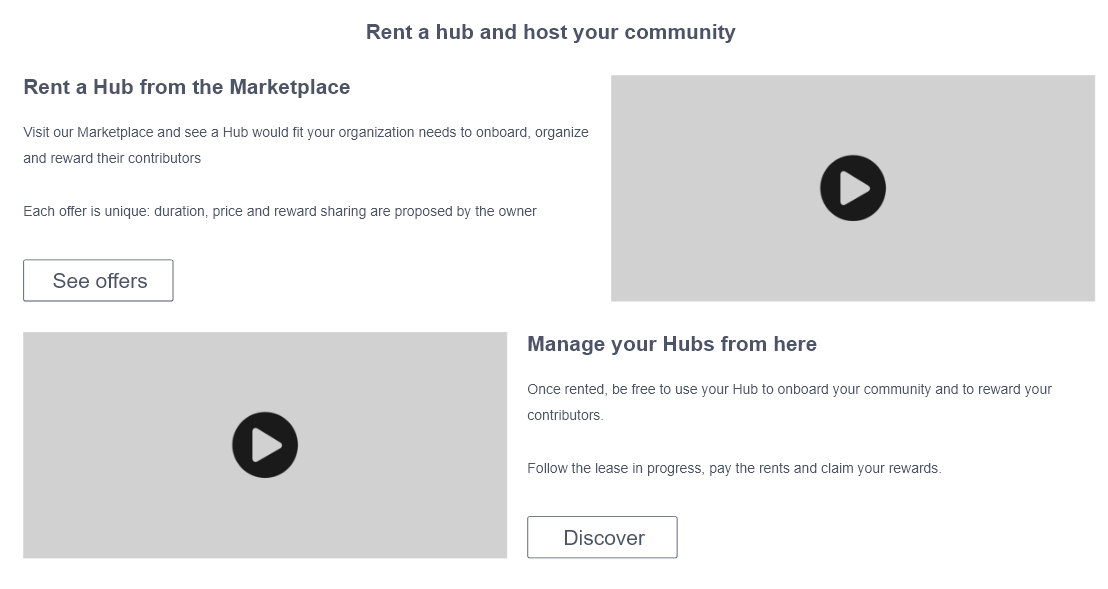 Rent a hub and host your community
Rent a Hub from the Marketplace
Visit our Marketplace and see a Hub would fit your organization needs to onboard, organize
and reward their contributors
Each offer is unique: duration, price and reward sharing are proposed by the owner
See offers
Manage your Hubs from here
Once rented, be free to use your Hub to onboard your community and to reward your
contributors.
Follow the lease in progress, pay the rents and claim your rewards.
Discover